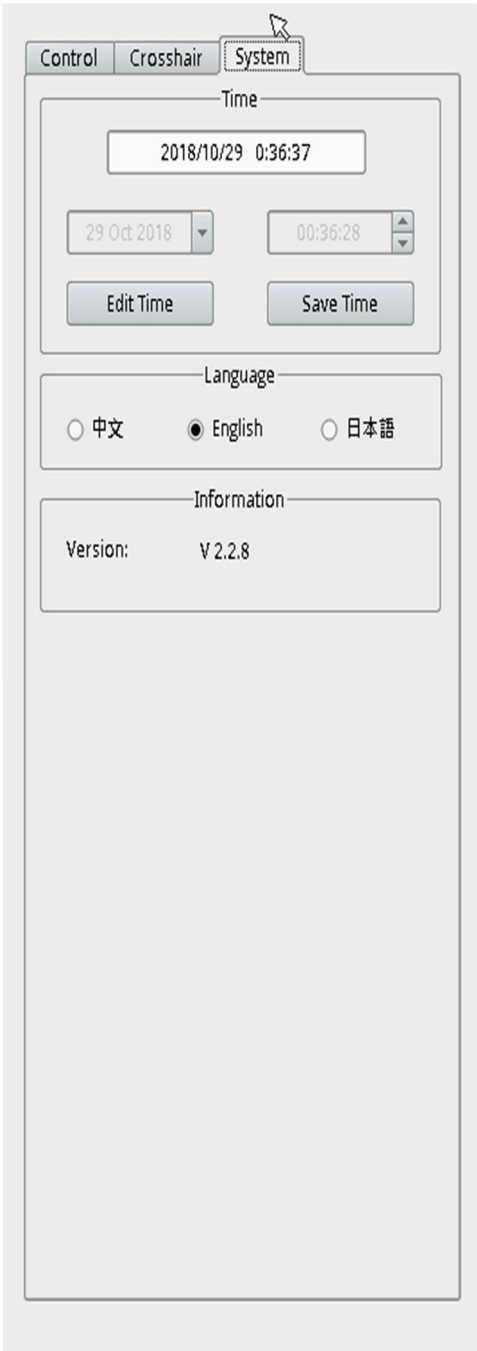 Control Crosshair System
Time
2018/10/29 0:36:37
29 Oct 2018 00:36:28
Edit Time Save Time
Language
中文 English 日本語
Information
Version: V 2.2.8